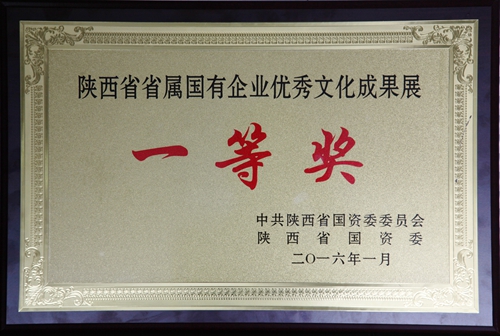 陕西省省属国有企业优秀文化成果展
一等奖
中共陕西省国资委委员会
陕西省国资委
二〇一六年一月